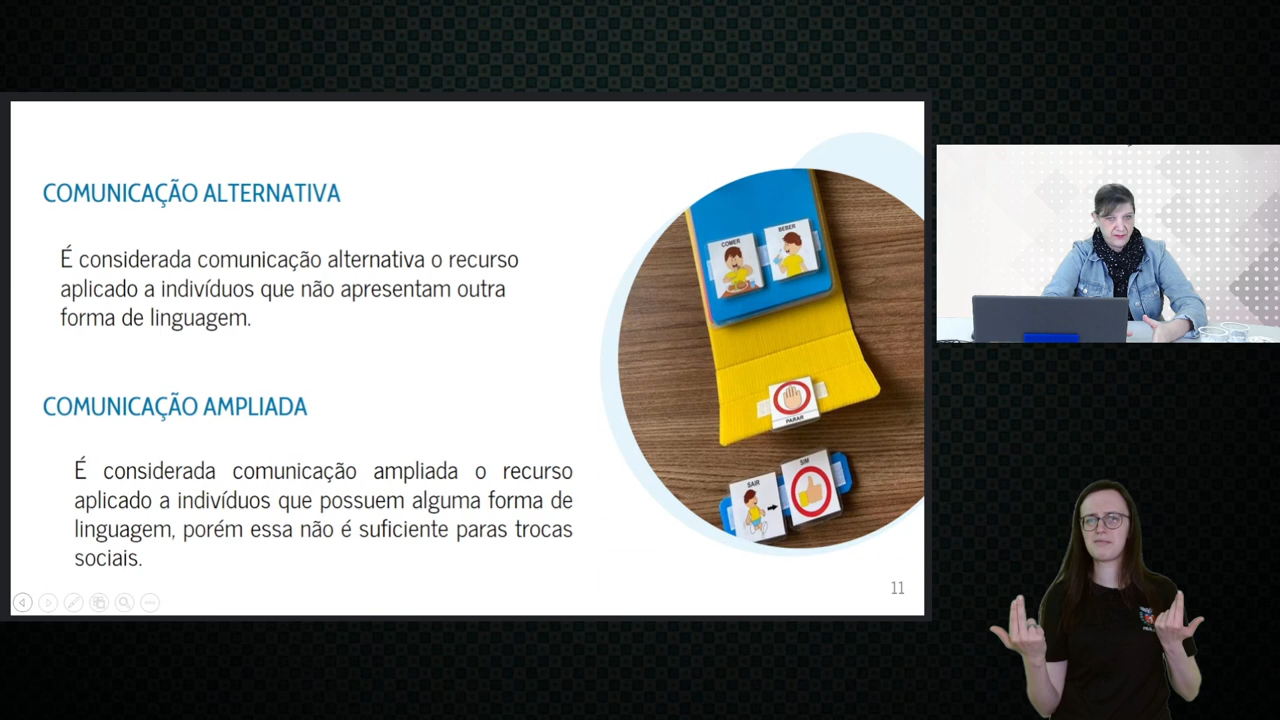 COMUNICAÇÃO ALTERNATIVA
É considerada comunicação alternativa o recurso
aplicado a indivíduos que não apresentam outra
forma de linguagem.
COMUNICAÇÃO AMPLIADA
É considerada comunicação ampliada o recurso
aplicado a indivíduos que possuem alguma forma de
linguagem, porém essa não é suficiente paras trocas
sociais.
COMER
BEBER
PARAR
SIM
SAIR
11